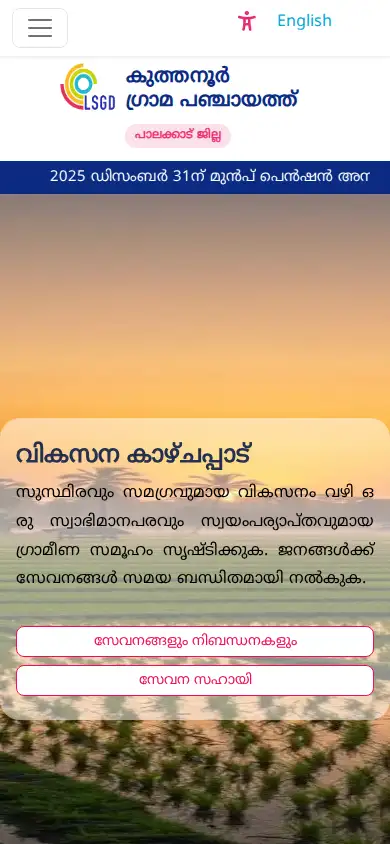 English
LSGD
കുത്തനൂർ
ഗ്രാമ പഞ്ചായത്ത്
പാലക്കാട് ജില്ല
2025 ഡിസംബർ 31ന് മുൻപ് പെൻഷൻ
വികസന കാഴ്ചപ്പാട്
സുസ്ഥിരവും സമഗ്രവുമായ വികസനം വഴി ഒ
രു സ്വാഭിമാനപരവും സ്വയംപര്യാപ്തവുമായ
ഗ്രാമീണ സമൂഹം സൃഷ്ടിക്കുക. ജനങ്ങൾക്ക്
സേവനങ്ങൾ സമയ ബന്ധിതമായി നൽകുക.
സേവനങ്ങളും നിബന്ധനകളും
സേവന സഹായി